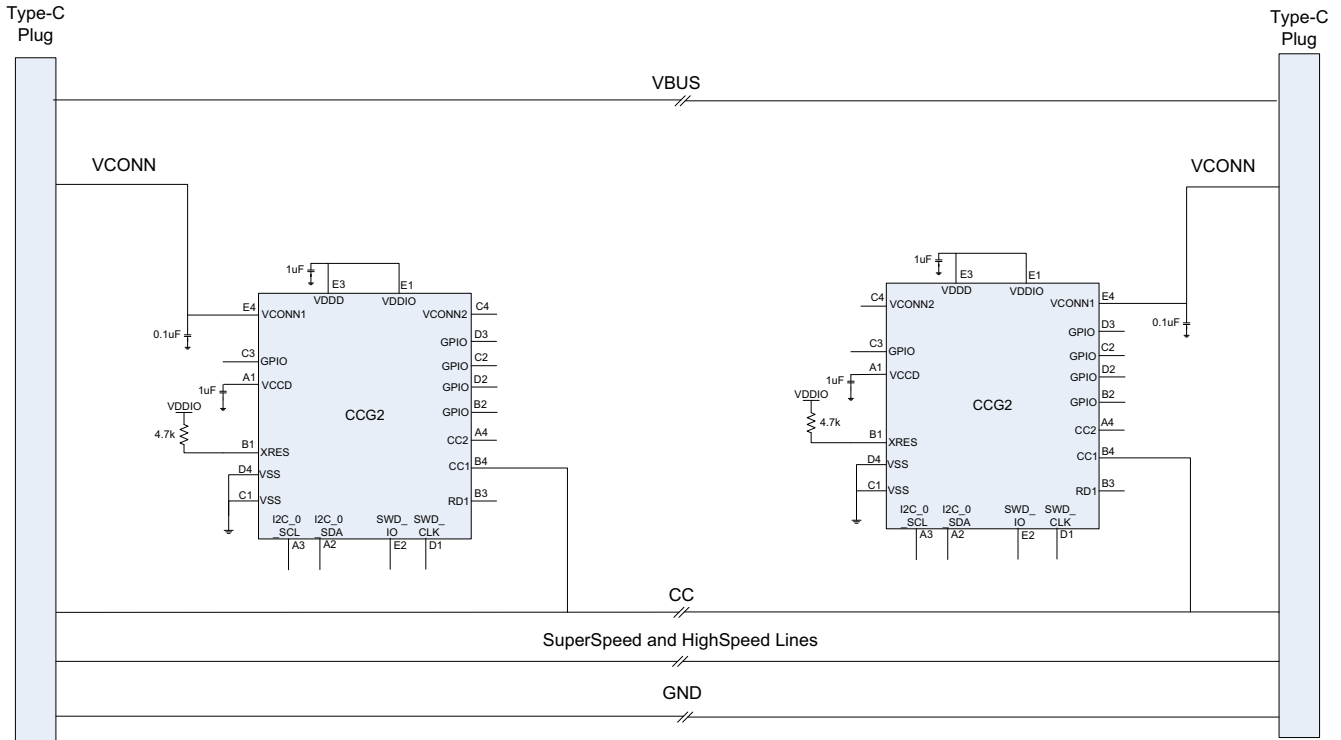 Type-C
Plug
Type-C
Plug
VBUS
VCONN
VCONN
1uF
E3
E1
VDDD
VDDIO
E4
VCONN1
VCONN2
C4
0.1uF
GPIO
D3
C3
GPIO
GPIO
C2
A1
VCCD
1uF
GPIO
D2
VDDIO
CCG2
GPIO
B2
4.7k
CC2
A4
B1
XRES
CC1
B4
D4
VSS
C1
VSS
RD1
B3
I2C_0
_SCL
I2C_0
_SDA
SWD_
IO
SWD_
CLK
A3
A2
E2
D1
1uF
E3
E1
VDDD
VDDIO
C4
VCONN2
VCONN1
E4
0.1uF
GPIO
D3
C3
GPIO
GPIO
C2
A1
VCCD
1uF
GPIO
D2
VDDIO
CCG2
GPIO
B2
4.7k
CC2
A4
B1
XRES
CC1
B4
D4
VSS
C1
VSS
RD1
B3
I2C_0
_SCL
I2C_0
_SDA
SWD_
IO
SWD_
CLK
A3
A2
E2
D1
CC
SuperSpeed and HighSpeed Lines
GND